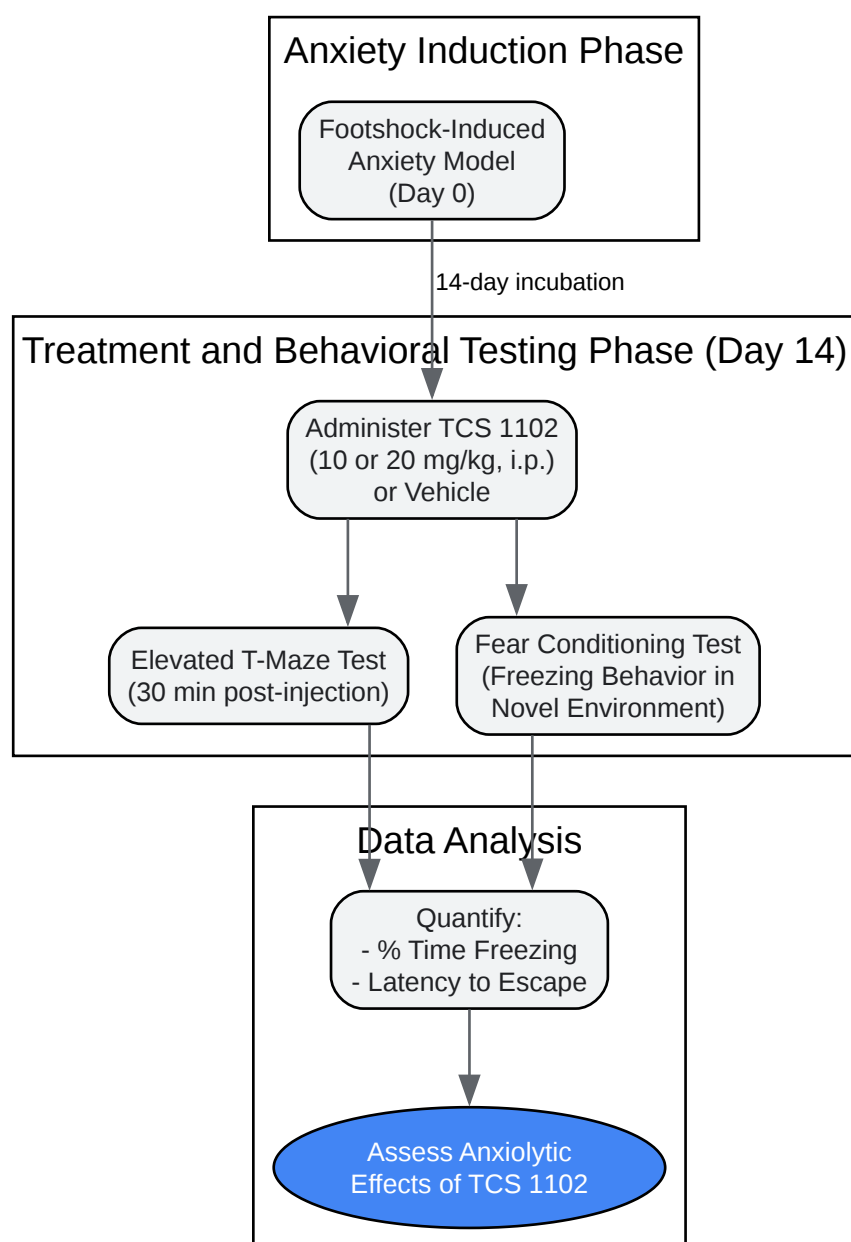 Anxiety Induction Phase
Footshock-Induced
Anxiety Model
(Day 0)
14-day incubation
Treatment and Behavioral Testing Phase (Day 14)
Administer TCS 1102
(10 or 20 mg/kg, i.p.)
or Vehicle
Elevated T-Maze Test
(30 min post-injection)
Fear Conditioning Test
(Freezing Behavior in
Novel Environment)
Data Analysis
Quantify:
- % Time Freezing
- Latency to Escape
Assess Anxiolytic
Effects of TCS 1102